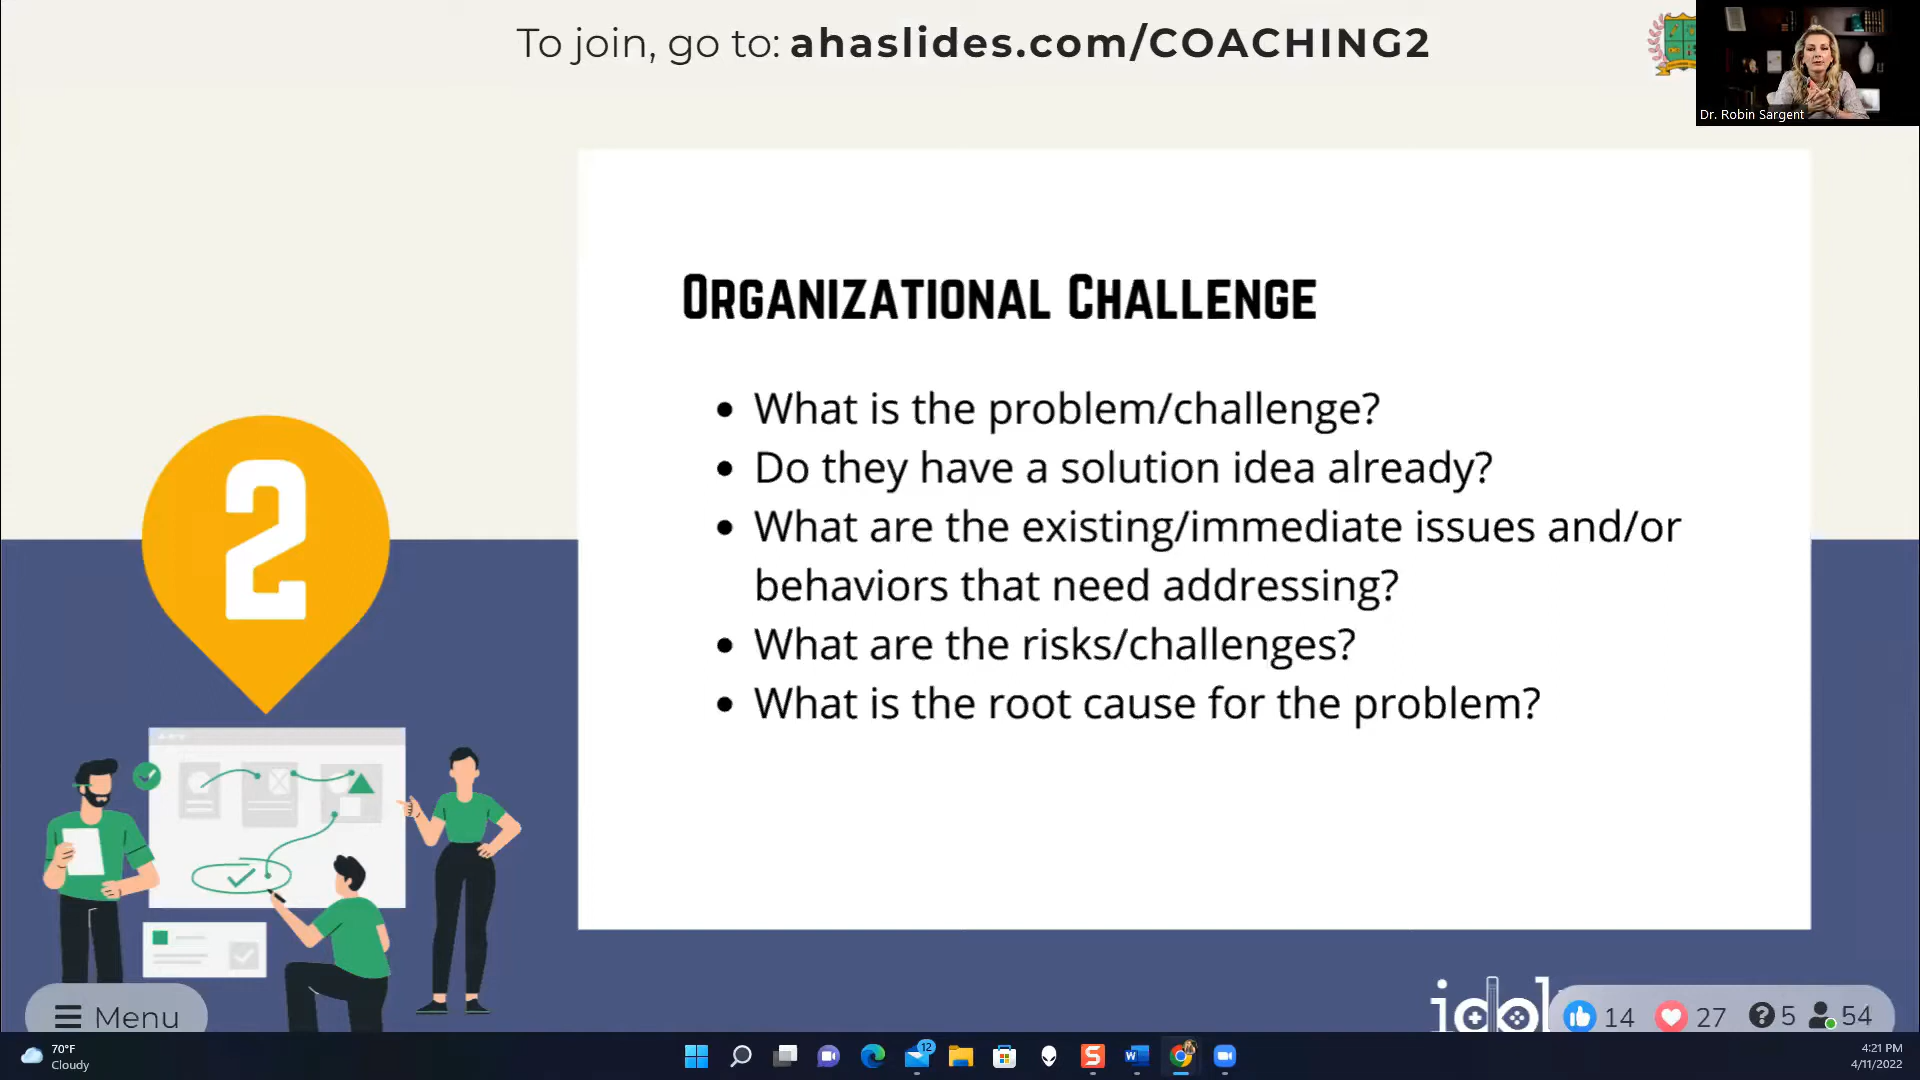 To join, go to: ahaslides.com/COACHING2
Dr. Robin Sargent
ORGANIZATIONAL CHALLENGE
• What is the problem/challenge?
• Do they have a solution idea already?
• What are the existing/immediate issues and/or
behaviors that need addressing?
• What are the risks/challenges?
• What is the root cause for the problem?
2
Menu
idol
14 27 5 54
70°F
Cloudy
12
S
W
4:21 PM
4/11/2022